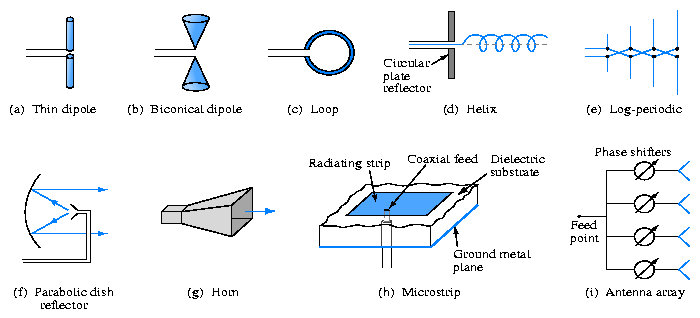 Circular
plate
reflector
(a) Thin dipole
(b) Biconical dipole
(c) Loop
(d) Helix
(e) Log-periodic
Radiating strip
Coaxial feed
Dielectric
substrate
Ground metal
plane
Phase shifters
Feed
point
(f) Parabolic dish
reflector
(g) Horn
(h) Microstrip
(i) Antenna array